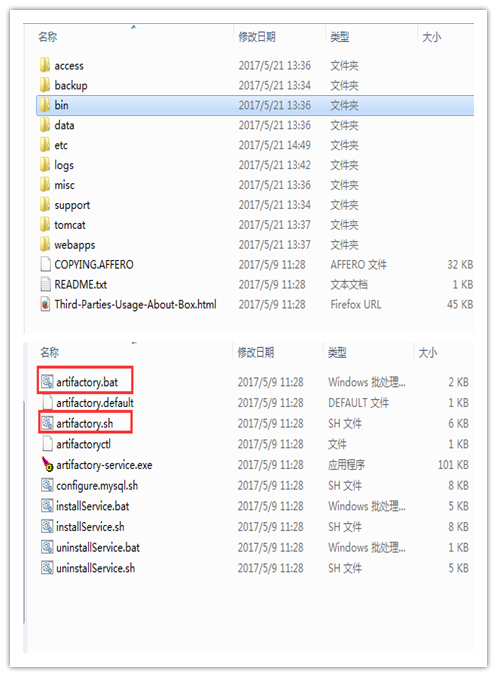 名称 修改日期 类型 大小
access 2017/5/21 13:36 文件夹
backup 2017/5/21 13:34 文件夹
bin 2017/5/21 13:36 文件夹
data 2017/5/21 13:36 文件夹
etc 2017/5/21 14:49 文件夹
logs 2017/5/21 13:42 文件夹
misc 2017/5/21 13:36 文件夹
support 2017/5/21 13:34 文件夹
tomcat 2017/5/21 13:37 文件夹
webapps 2017/5/21 13:37 文件夹
COPYING.AFFERO 2017/5/9 11:28 AFFERO 文件 32 KB
README.txt 2017/5/9 11:28 文本文档 1 KB
Third-Parties-Usage-About-Box.html 2017/5/9 11:28 Firefox URL 45 KB
名称 修改日期 类型 大小
artifactory.bat 2017/5/9 11:28 Windows 批处理... 2 KB
artifactory.default 2017/5/9 11:28 DEFAULT 文件 1 KB
artifactory.sh 2017/5/9 11:28 SH 文件 6 KB
artifactoryctl 2017/5/9 11:28 文件 1 KB
artifactory-service.exe 2017/5/9 11:28 应用程序 101 KB
configure.mysql.sh 2017/5/9 11:28 SH 文件 8 KB
installService.bat 2017/5/9 11:28 Windows 批处理... 5 KB
installService.sh 2017/5/9 11:28 SH 文件 8 KB
uninstallService.bat 2017/5/9 11:28 Windows 批处理... 1 KB
uninstallService.sh 2017/5/9 11:28 SH 文件 5 KB